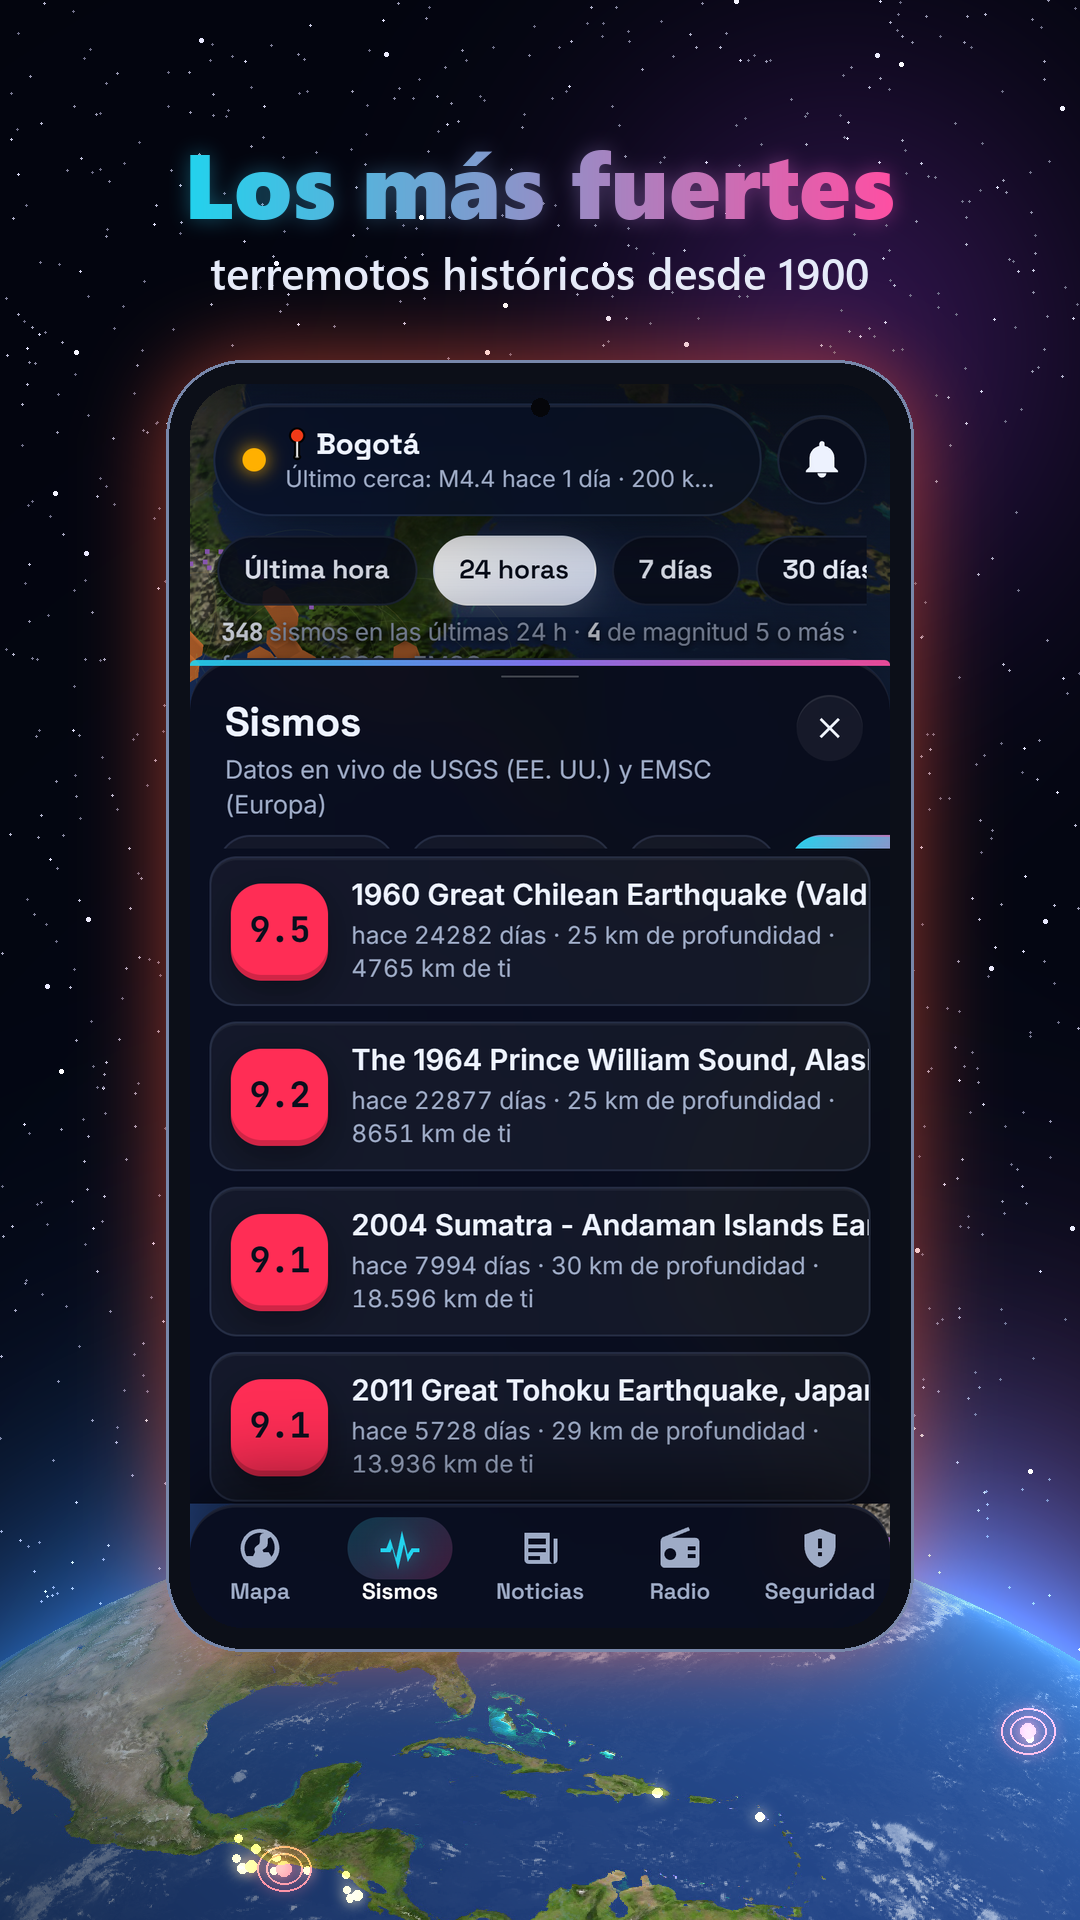 Los más fuertes
terremotos históricos desde 1900
Bogotá
Último cerca: M4.4 hace 1 día · 200 k...
Última hora
24 horas
7 días
30 días
348 sismos en las últimas 24 h · 4 de magnitud 5 o más ·
Sismos
Datos en vivo de USGS (EE. UU.) y EMSC
(Europa)
9.5
1960 Great Chilean Earthquake (Vald
hace 24282 días · 25 km de profundidad ·
4765 km de ti
9.2
The 1964 Prince William Sound, Alas
hace 22877 días · 25 km de profundidad ·
8651 km de ti
9.1
2004 Sumatra - Andaman Islands Ear
hace 7994 días · 30 km de profundidad ·
18.596 km de ti
9.1
2011 Great Tohoku Earthquake, Japan
hace 5728 días · 29 km de profundidad ·
13.936 km de ti
Mapa
Sismos
Noticias
Radio
Seguridad